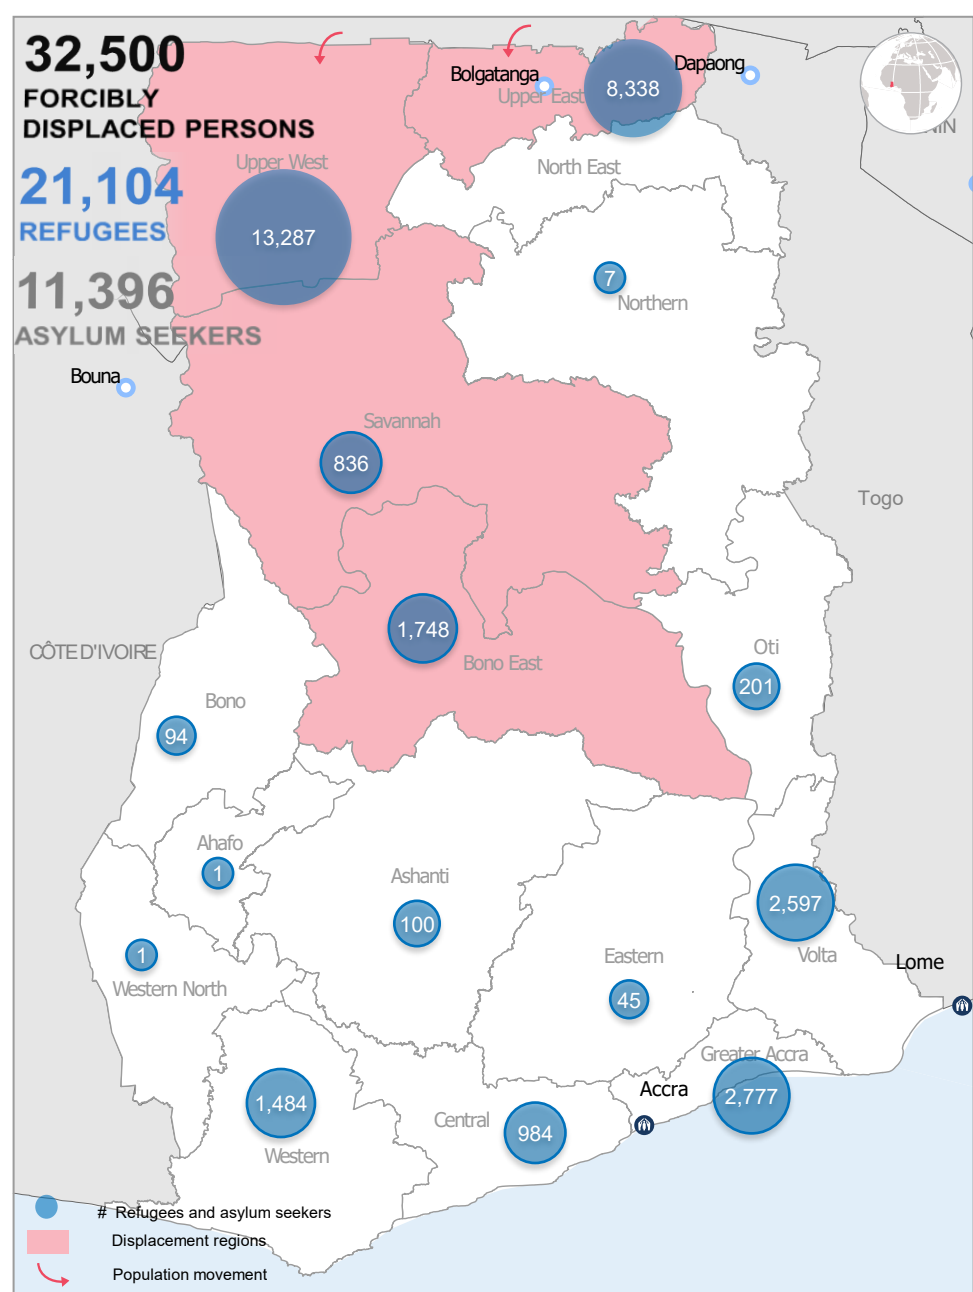 32,500
FORCIBLY
DISPLACED PERSONS
21,104
REFUGEES
11,396
ASYLUM SEEKERS
Bolgatanga
Upper East
8,338
Dapaong
Upper West
13,287
North East
7
Northern
Bouna
Savannah
836
Togo
1,748
Bono East
CÔTE D'IVOIRE
Oti
201
Bono
94
Ahafo
1
Ashanti
100
2,597
Volta
Lome
1
Western North
Eastern
45
Greater Accra
Accra
2,777
1,484
Western
Central
984
# Refugees and asylum seekers
Displacement regions
Population movement